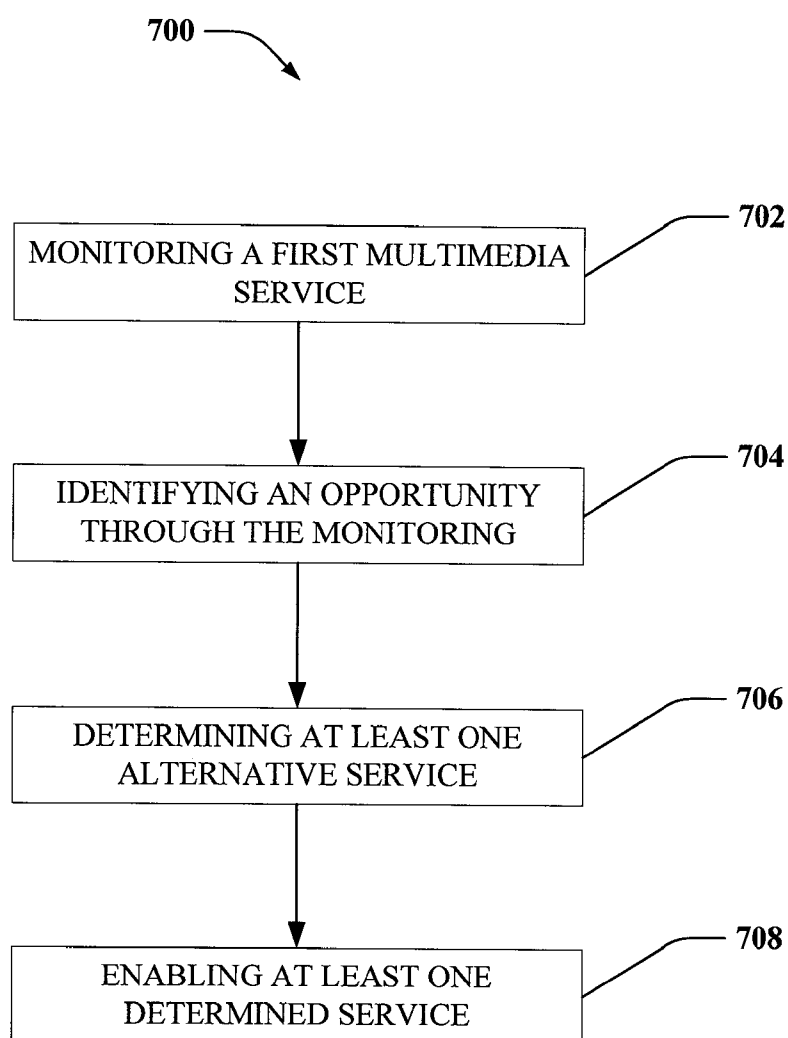 700
702
MONITORING A FIRST MULTIMEDIA
SERVICE
704
IDENTIFYING AN OPPORTUNITY
THROUGH THE MONITORING
706
DETERMINING AT LEAST ONE
ALTERNATIVE SERVICE
708
ENABLING AT LEAST ONE
DETERMINED SERVICE